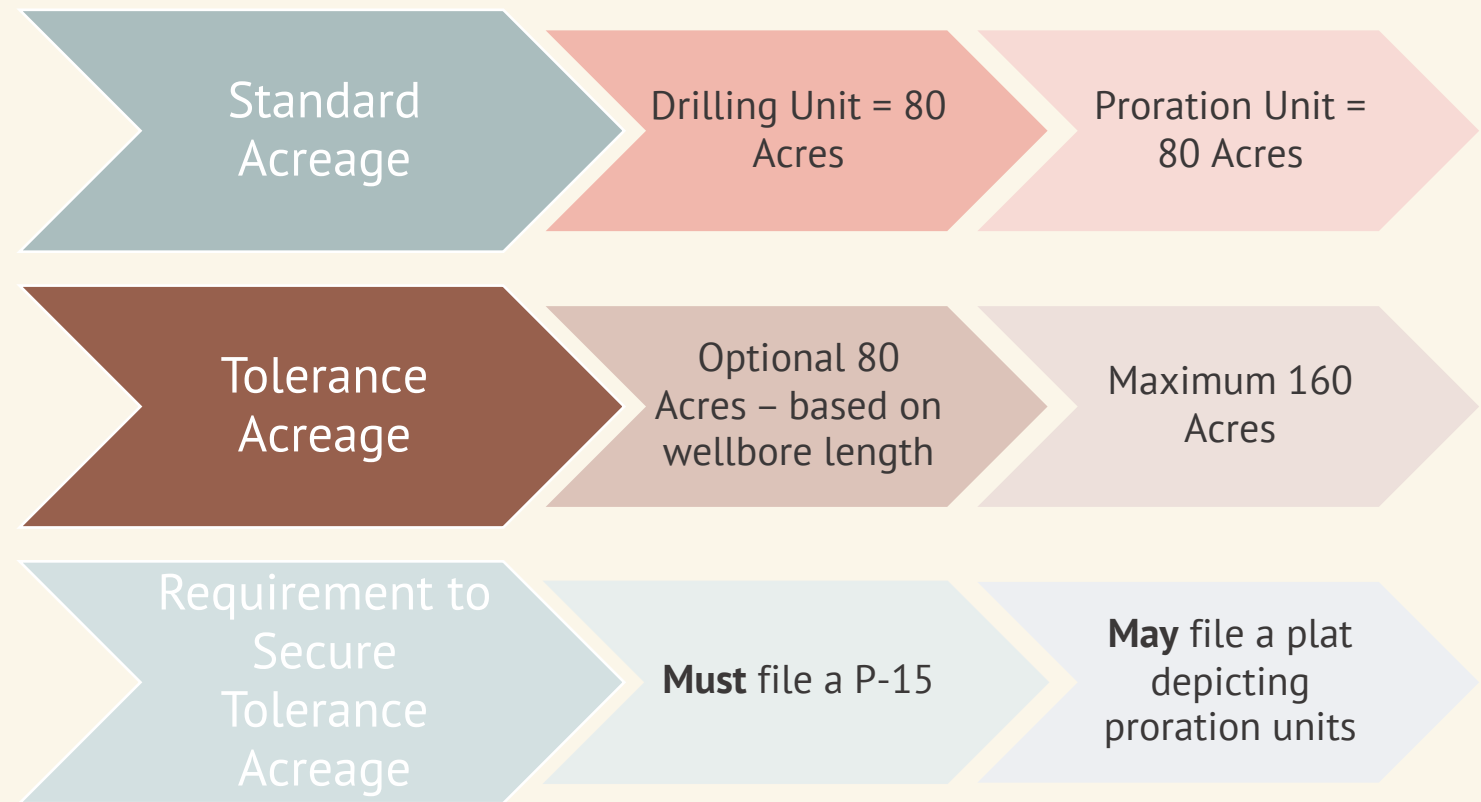 Standard
Acreage
Drilling Unit = 80
Acres
Proration Unit =
80 Acres
Tolerance
Acreage
Optional 80
Acres – based on
wellbore length
Maximum 160
Acres
Requirement to
Secure
Tolerance
Acreage
Must file a P-15
May file a plat
depicting
proration units